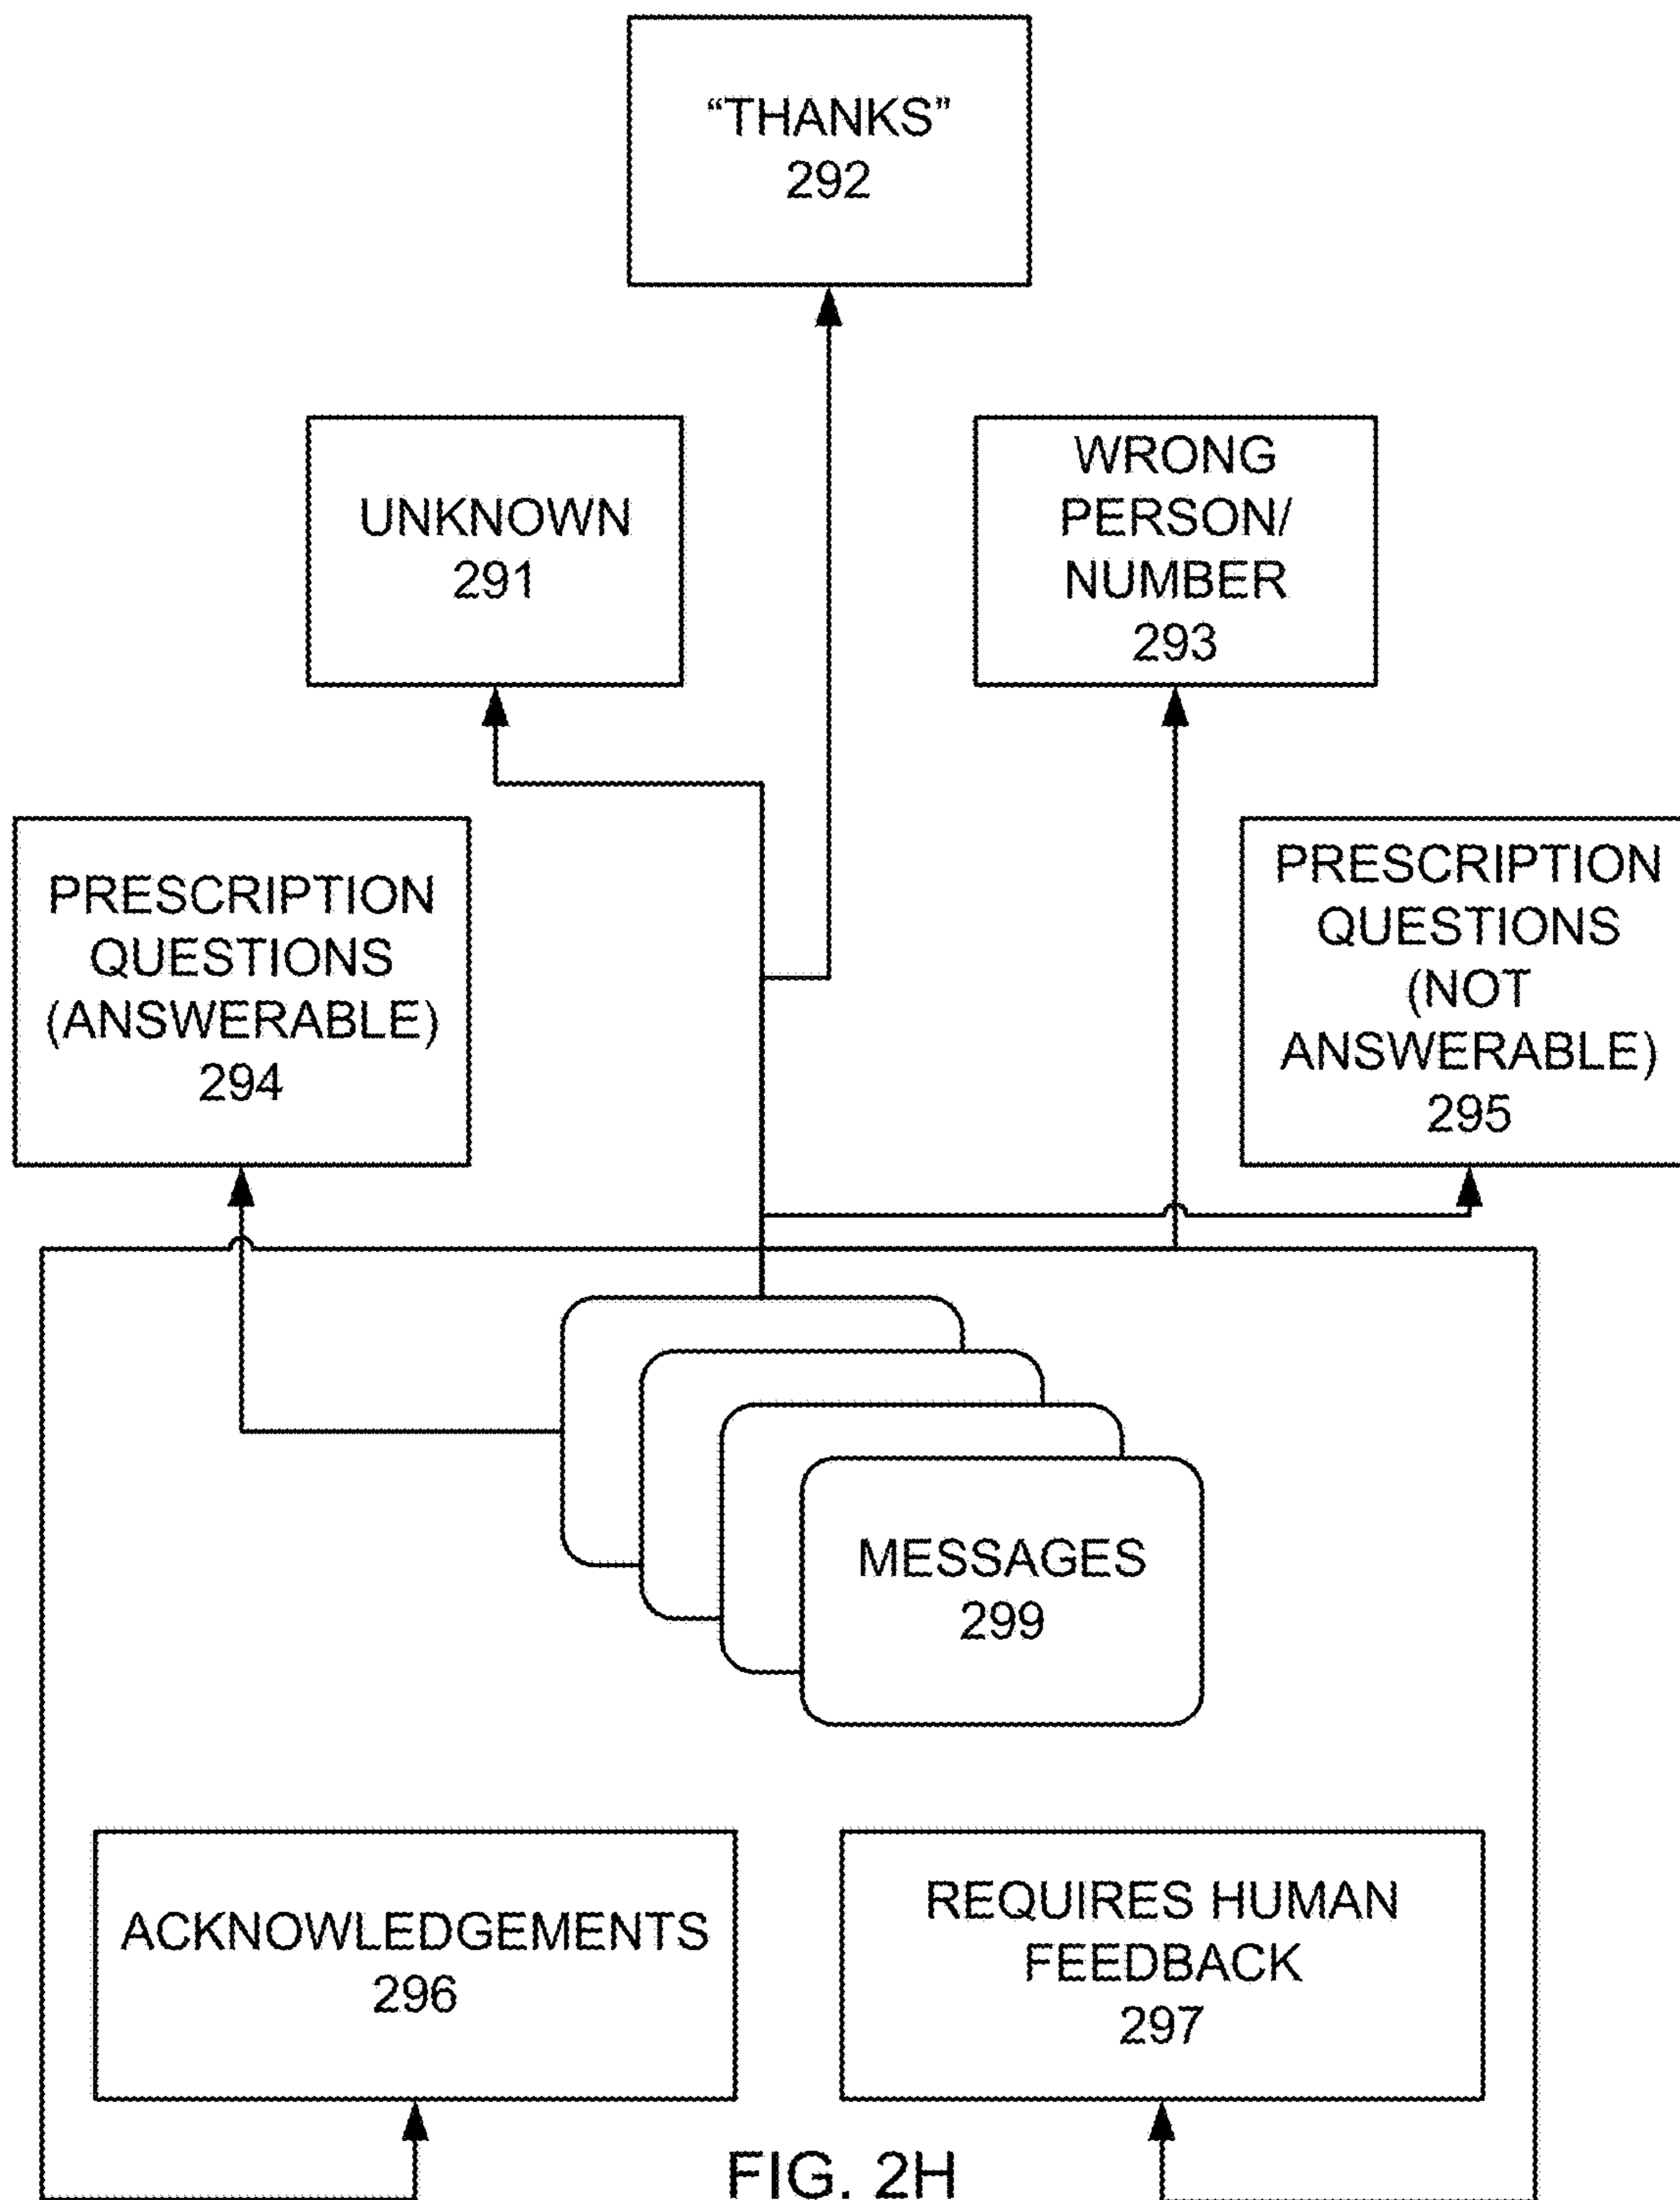 “THANKS”
292
UNKNOWN
291
WRONG
PERSON/
NUMBER
293
PRESCRIPTION
QUESTIONS
(ANSWERABLE)
294
PRESCRIPTION
QUESTIONS
(NOT
ANSWERABLE)
295
MESSAGES
299
ACKNOWLEDGEMENTS
296
REQUIRES HUMAN
FEEDBACK
297
FIG. 2H